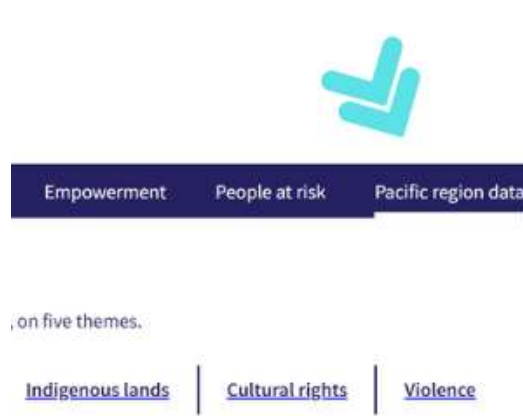 Empowerment People at risk Pacific region data
, on five themes.
Indigenous lands Cultural rights Violence